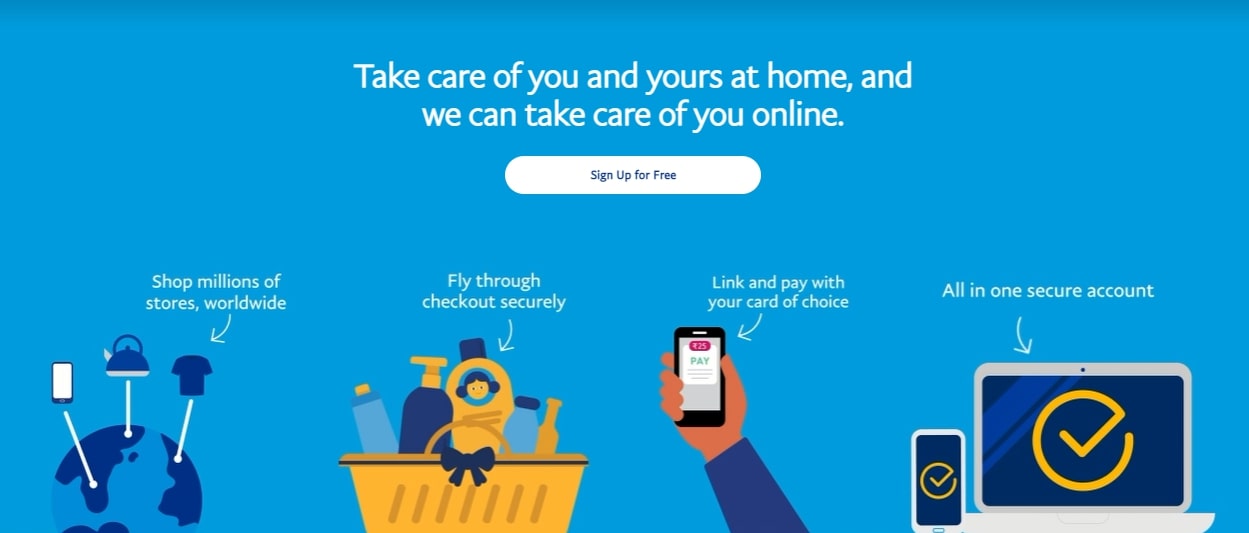 Take care of you and yours at home, and
we can take care of you online.
Sign Up for Free
Shop millions of
stores, worldwide
Fly through
checkout securely
Link and pay with
your card of choice
₹25
PAY
All in one secure account